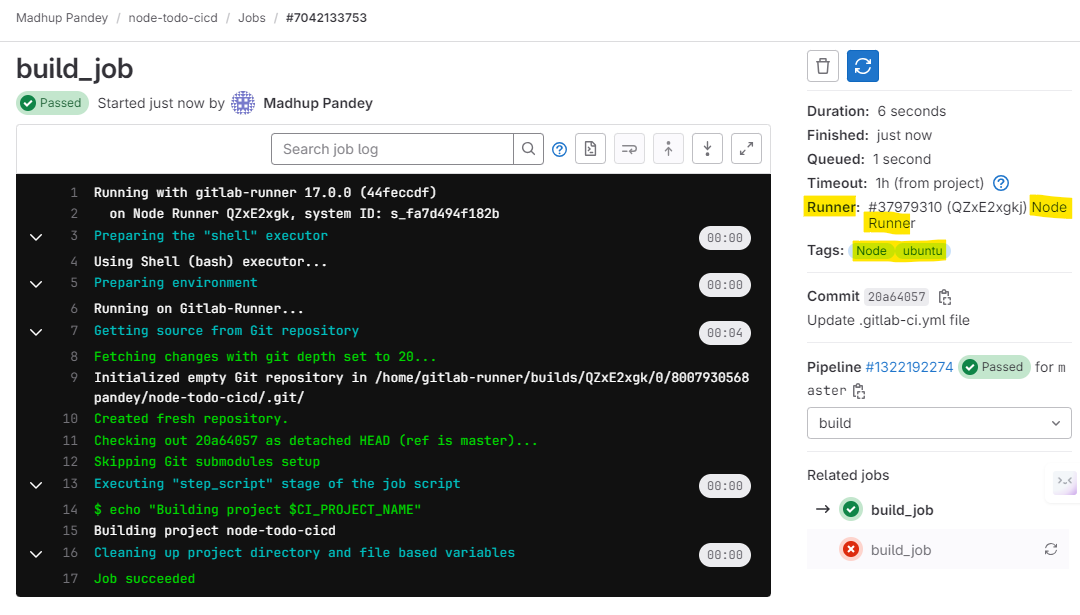 Madhup Pandey / node-todo-cicd / Jobs / #7042133753
build_job
Passed Started just now by Madhup Pandey
Search job log
1 Running with gitlab-runner 17.0.0 (44feccdf)
2 on Node Runner QZxE2xgk, system ID: s_fa7d494f182b
3 Preparing the "shell" executor 00:00
4 Using Shell (bash) executor...
5 Preparing environment 00:00
6 Running on Gitlab-Runner...
7 Getting source from Git repository 00:04
8 Fetching changes with git depth set to 20...
9 Initialized empty Git repository in /home/gitlab-runner/builds/QZxE2xgk/0/8007930568
pandey/node-todo-cicd/.git/
10 Created fresh repository.
11 Checking out 20a64057 as detached HEAD (ref is master)...
12 Skipping Git submodules setup
13 Executing "step_script" stage of the job script 00:00
14 $ echo "Building project $CI_PROJECT_NAME"
15 Building project node-todo-cicd
16 Cleaning up project directory and file based variables 00:00
17 Job succeeded
Duration: 6 seconds
Finished: just now
Queued: 1 second
Timeout: 1h (from project)
Runner: #37979310 (QZxE2xgkj) Node
Runner
Tags: Node ubuntu
Commit 20a64057
Update .gitlab-ci.yml file
Pipeline #1322192274 Passed for m
aster
build
Related jobs
→ build_job
build_job